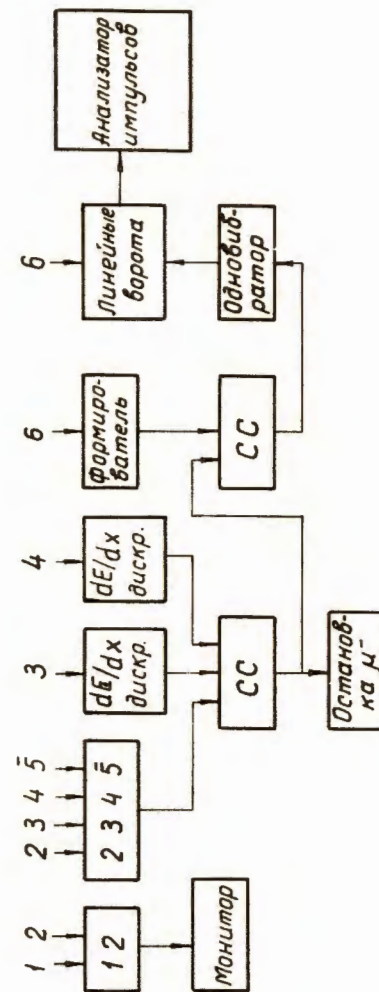 1 2
1 2
Монитор
2 3 4 5̄
2 3 4 5̄
3
dE/dx
дискр.
4
dE/dx
дискр.
СС
Останов-
ка μ⁻
6
Формиро-
ватель
СС
6
Линейные
ворота
Одновиб-
ратор
Анализатор
импульсов